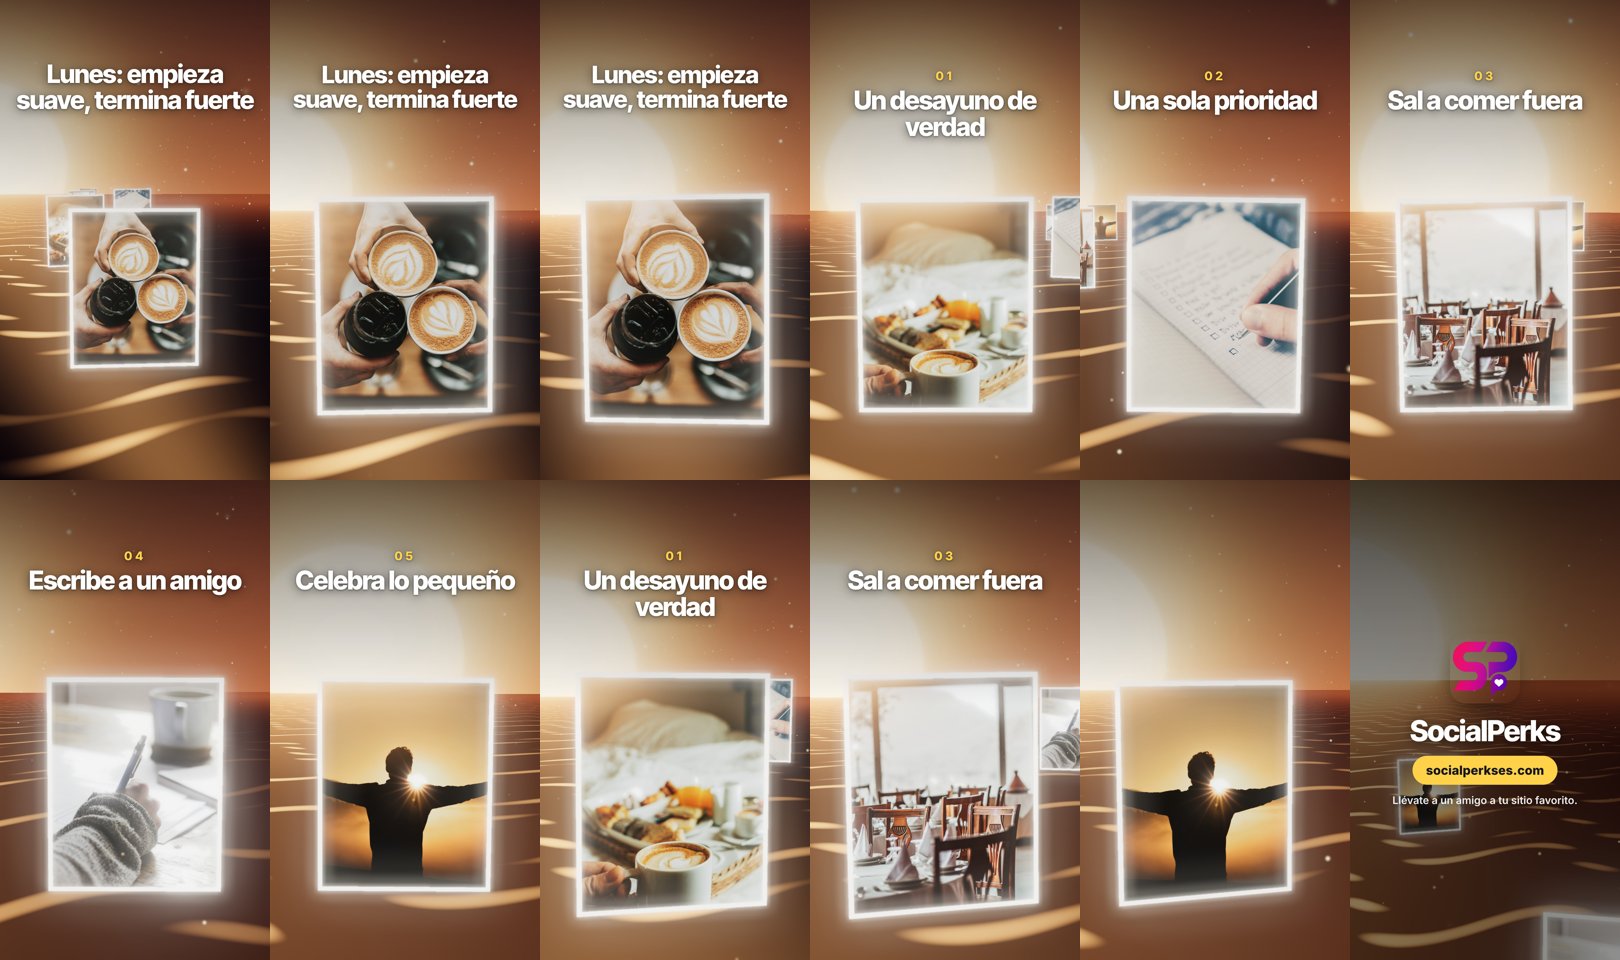 Lunes: empieza
suave, termina fuerte
Lunes: empieza
suave, termina fuerte
Lunes: empieza
suave, termina fuerte
01
Un desayuno de
verdad
02
Una sola prioridad
03
Sal a comer fuera
04
Escribe a un amigo
05
Celebra lo pequeño
01
Un desayuno de
verdad
03
Sal a comer fuera
SP
SocialPerks
socialperkses.com
Llévate a un amigo a tu sitio favorito.